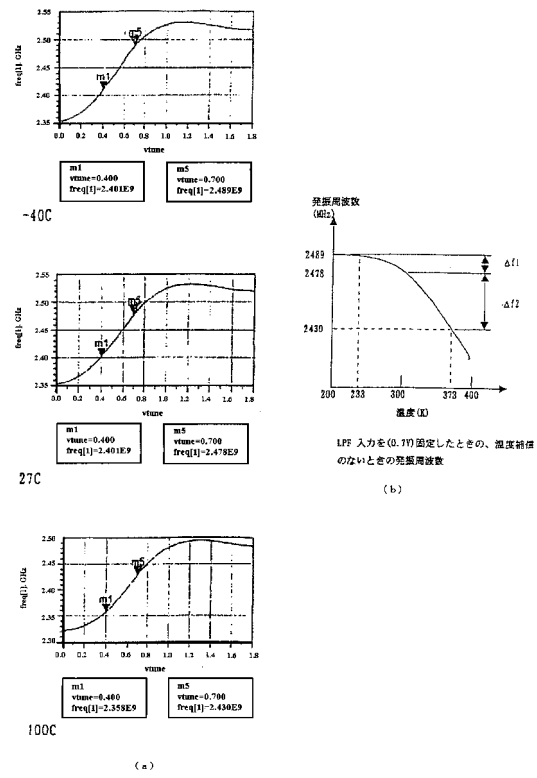 freq[1], GHz
2.55
2.50
2.45
2.40
2.35
m1
m5
0.0 0.2 0.4 0.6 0.8 1.0 1.2 1.4 1.6 1.8
vtune
m1
vtune=0.400
freq[1]=2.401E9
m5
vtune=0.700
freq[1]=2.489E9
-40C
freq[1], GHz
2.55
2.50
2.45
2.40
2.35
m1
m5
0.0 0.2 0.4 0.6 0.8 1.0 1.2 1.4 1.6 1.8
vtune
m1
vtune=0.400
freq[1]=2.401E9
m5
vtune=0.700
freq[1]=2.478E9
27C
freq[1], GHz
2.50
2.45
2.40
2.35
2.30
m1
m5
0.0 0.2 0.4 0.6 0.8 1.0 1.2 1.4 1.6 1.8
vtune
m1
vtune=0.400
freq[1]=2.358E9
m5
vtune=0.700
freq[1]=2.430E9
100C
(a)
発振周波数
(MHz)
2489
2478
2430
Δf1
Δf2
200 233 300 373 400
温度(K)
LPF 入力を(0.7V)固定したときの、温度補償
のないときの発振周波数
(b)